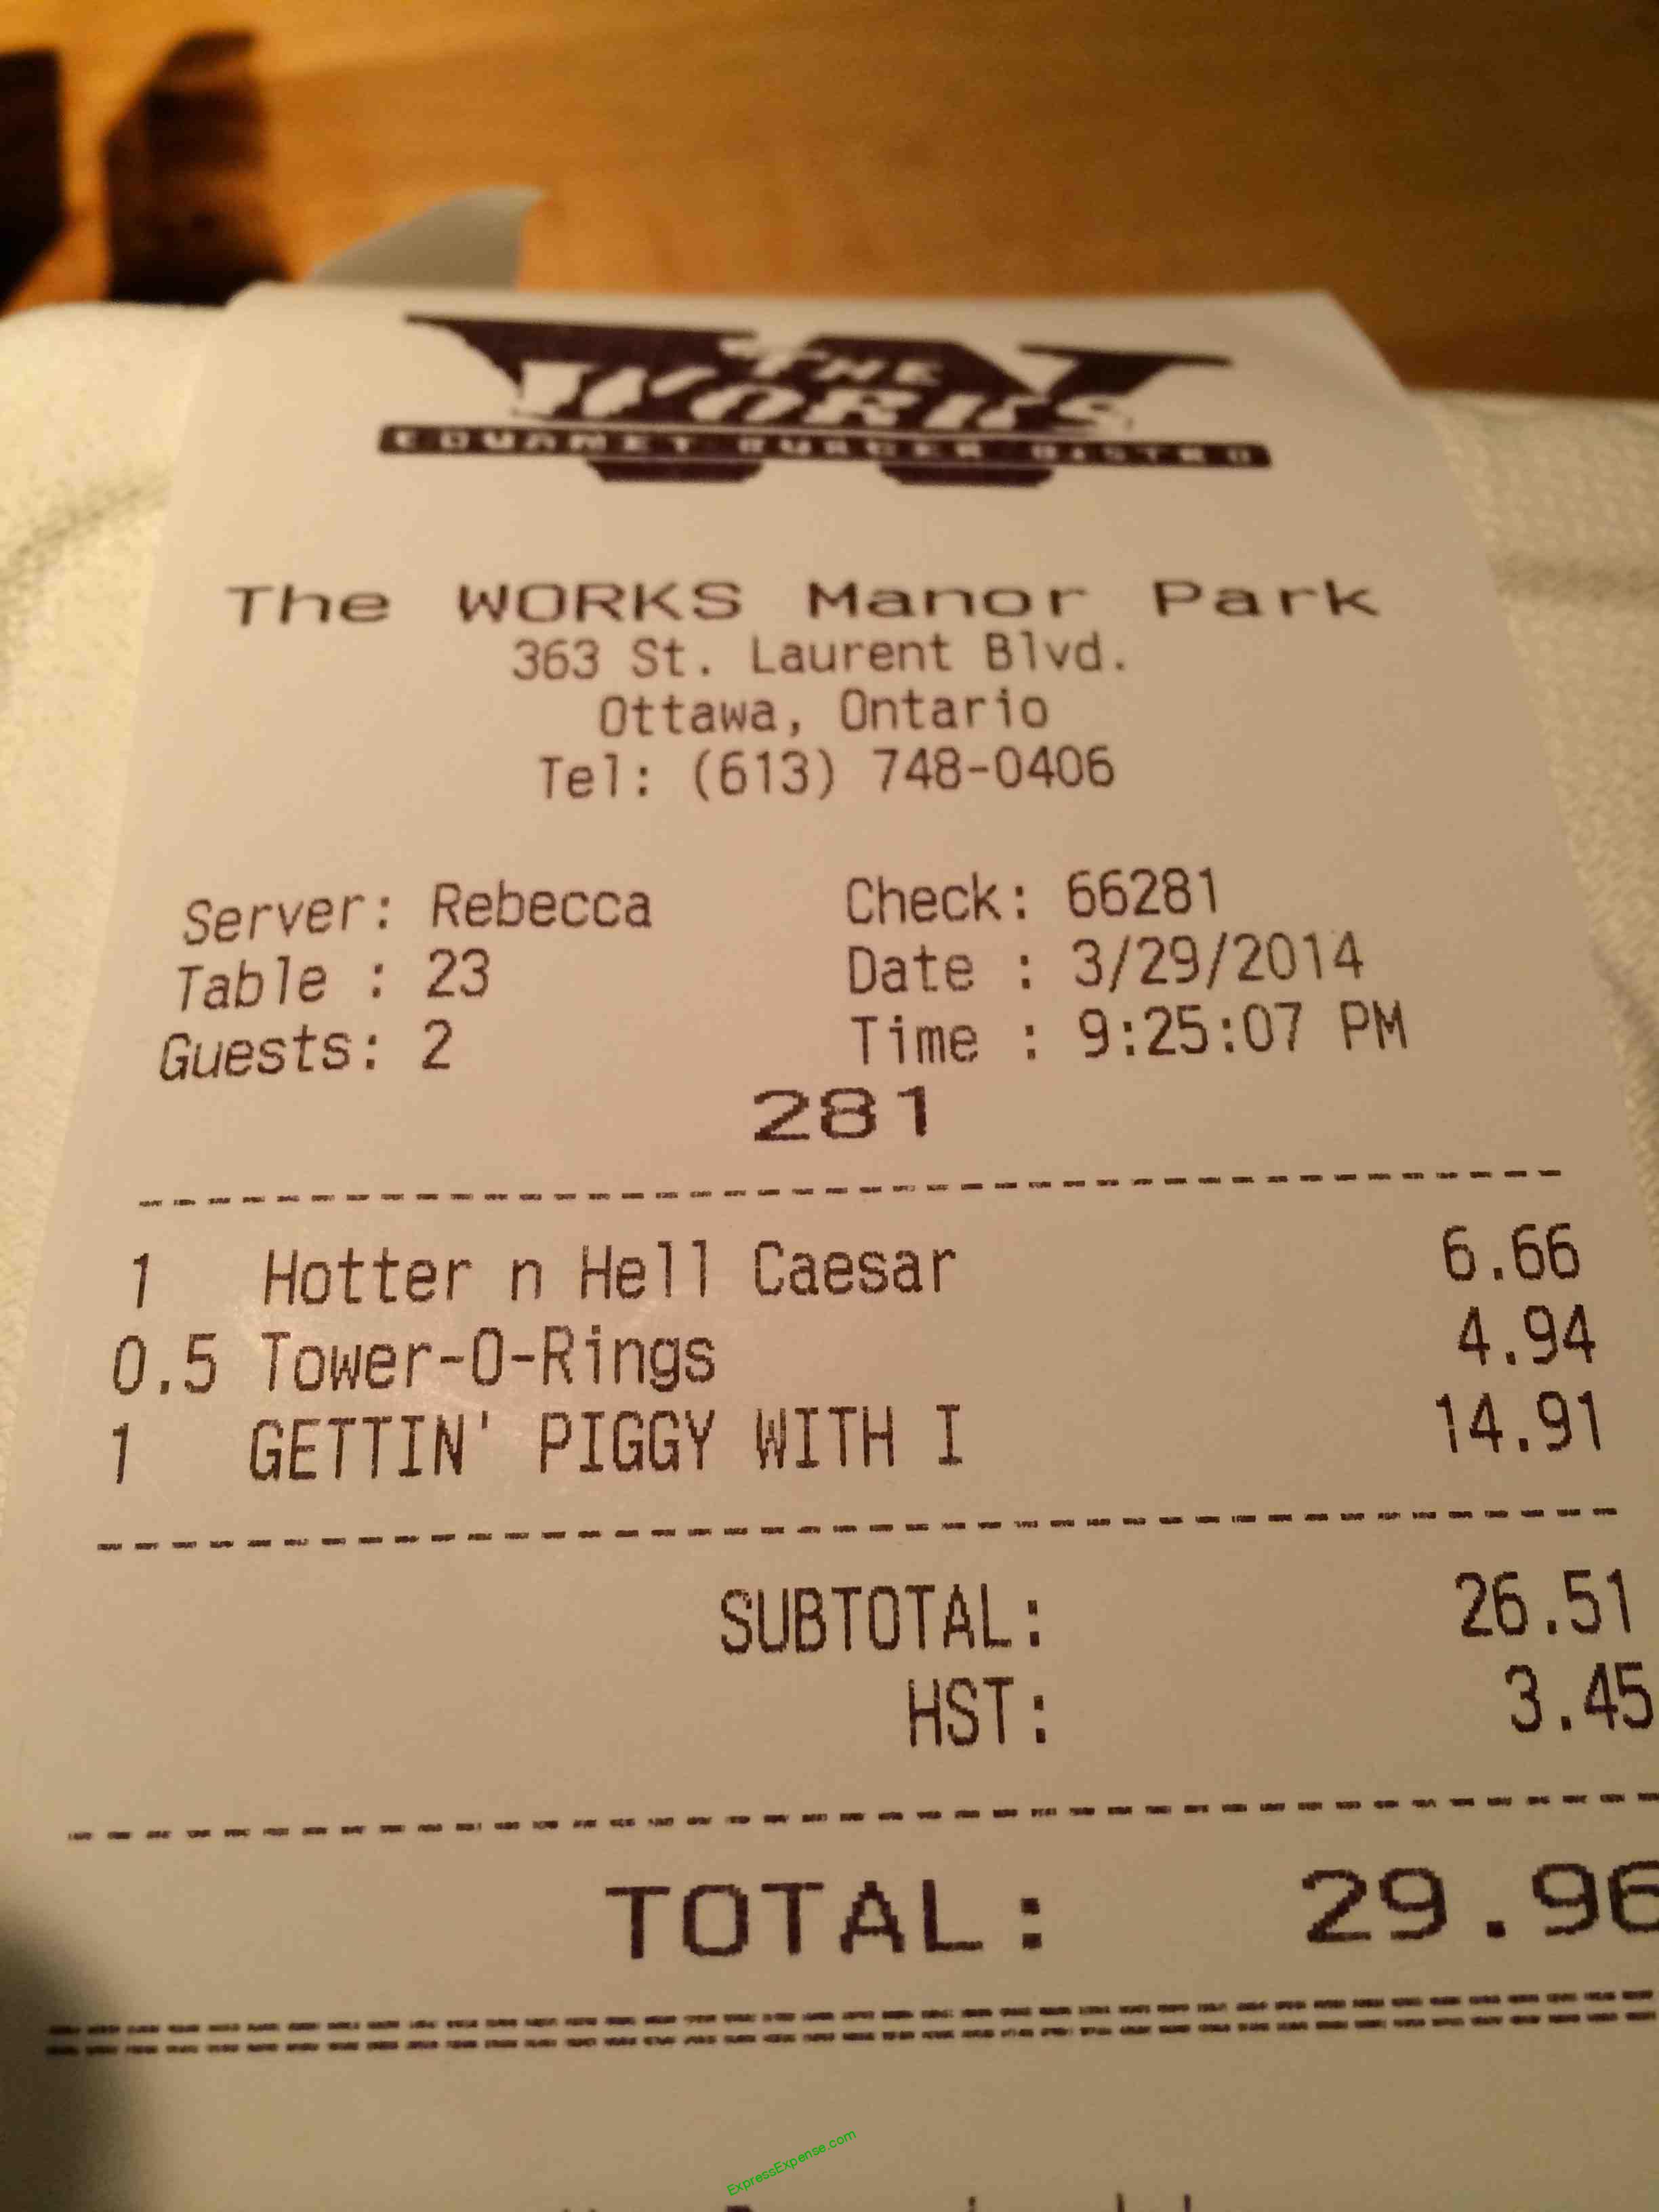 THE
WORKS
GOURMET BURGER BISTRO
The WORKS Manor Park
363 St. Laurent Blvd.
Ottawa, Ontario
Tel: (613) 748-0406
Server: Rebecca Check: 66281
Table : 23 Date : 3/29/2014
Guests: 2 Time : 9:25:07 PM
281
1 Hotter n Hell Caesar 6.66
0.5 Tower-O-Rings 4.94
1 GETTIN' PIGGY WITH I 14.91
SUBTOTAL: 26.51
HST: 3.45
TOTAL: 29.96
ExpressExpense.com